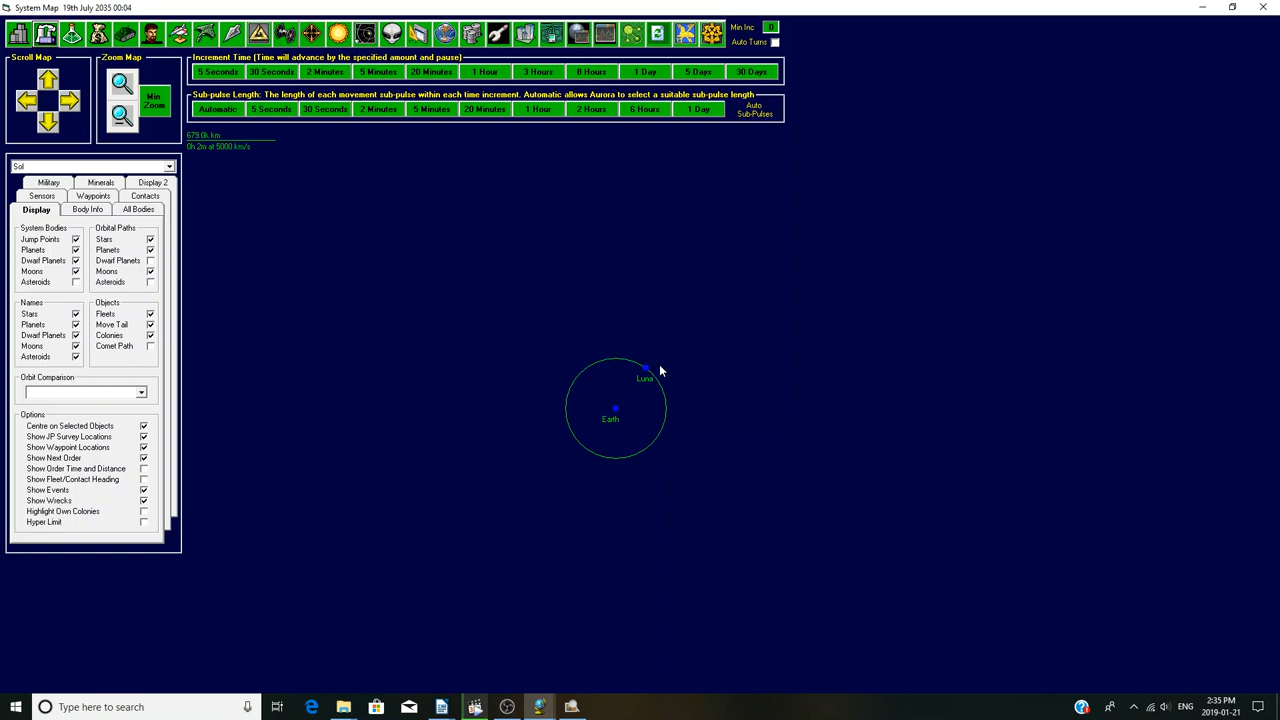 System Map 19th July 2035 00:04
Min Inc 0
Auto Turns
Scroll Map
Zoom Map
Min Zoom
Increment Time (Time will advance by the specified amount and pause)
5 Seconds 30 Seconds 2 Minutes 5 Minutes 20 Minutes 1 Hour 3 Hours 8 Hours 1 Day 5 Days 30 Days
Sub-pulse Length: The length of each movement sub-pulse within each time increment. Automatic allows Aurora to select a suitable sub-pulse length
Automatic 5 Seconds 30 Seconds 2 Minutes 5 Minutes 20 Minutes 1 Hour 2 Hours 6 Hours 1 Day
Auto Sub-Pulses
679.0k km
0h 2m at 5000 km/s
Sol
Military Minerals Display 2
Sensors Waypoints Contacts
Display Body Info All Bodies
System Bodies
Jump Points
Planets
Dwarf Planets
Moons
Asteroids
Orbital Paths
Stars
Planets
Dwarf Planets
Moons
Asteroids
Names
Stars
Planets
Dwarf Planets
Moons
Asteroids
Objects
Fleets
Move Tail
Colonies
Comet Path
Orbit Comparison
Options
Centre on Selected Objects
Show JP Survey Locations
Show Waypoint Locations
Show Next Order
Show Order Time and Distance
Show Fleet/Contact Heading
Show Events
Show Wrecks
Highlight Own Colonies
Hyper Limit
Luna
Earth
Type here to search
ENG
2:35 PM
2019-01-21